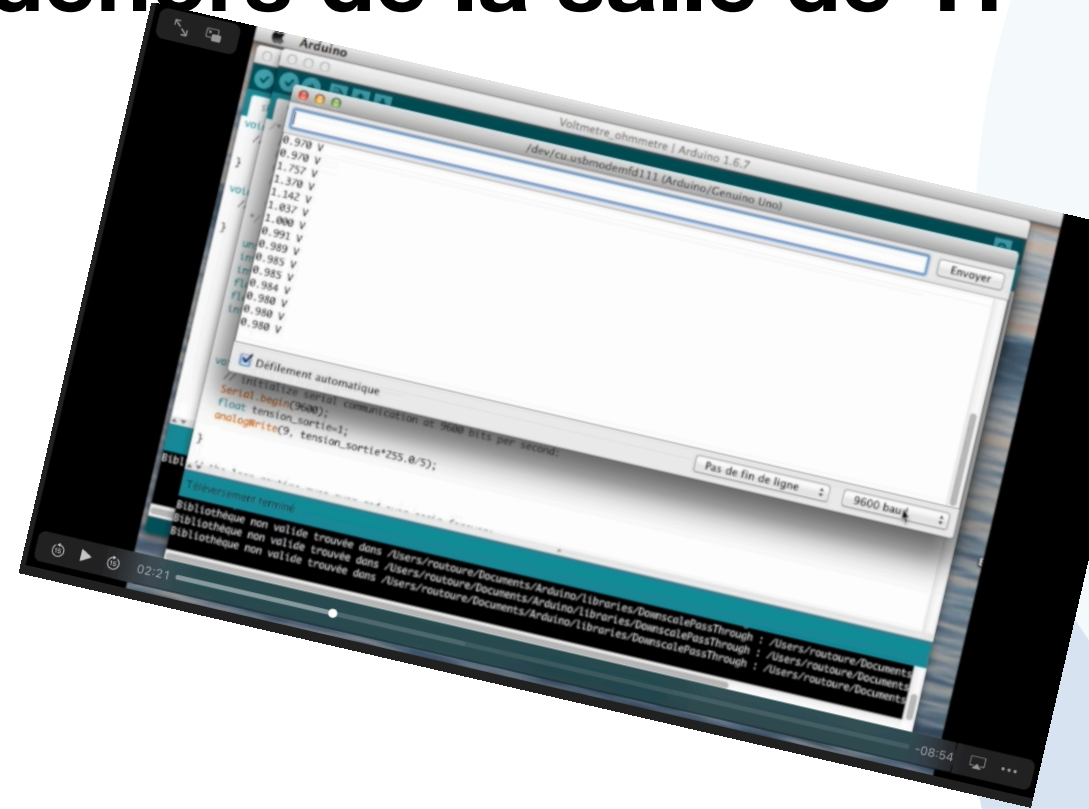 dehors de la salle de
Arduino
Voltmetre_ohmmetre | Arduino 1.6.7
/dev/cu.usbmodemfd111 (Arduino/Genuino Uno)
Envoyer
0.970 V
0.970 V
1.757 V
1.370 V
1.142 V
1.037 V
1.000 V
0.991 V
0.989 V
0.985 V
0.985 V
0.984 V
0.980 V
0.980 V
0.980 V
Défilement automatique
Pas de fin de ligne
9600 baud
// initialize serial communication at 9600 bits per second:
Serial.begin(9600);
float tension_sortie=1;
analogWrite(9, tension_sortie*255.0/5);
}
Téléversement terminé
Bibliothèque non valide trouvée dans /Users/routoure/Documents/Arduino/libraries/DownscalePassThrough : /Users/routoure/Documents
Bibliothèque non valide trouvée dans /Users/routoure/Documents/Arduino/libraries/DownscalePassThrough : /Users/routoure/Documents
Bibliothèque non valide trouvée dans /Users/routoure/Documents/Arduino/libraries/DownscalePassThrough : /Users/routoure/Documents
02:21
-08:54